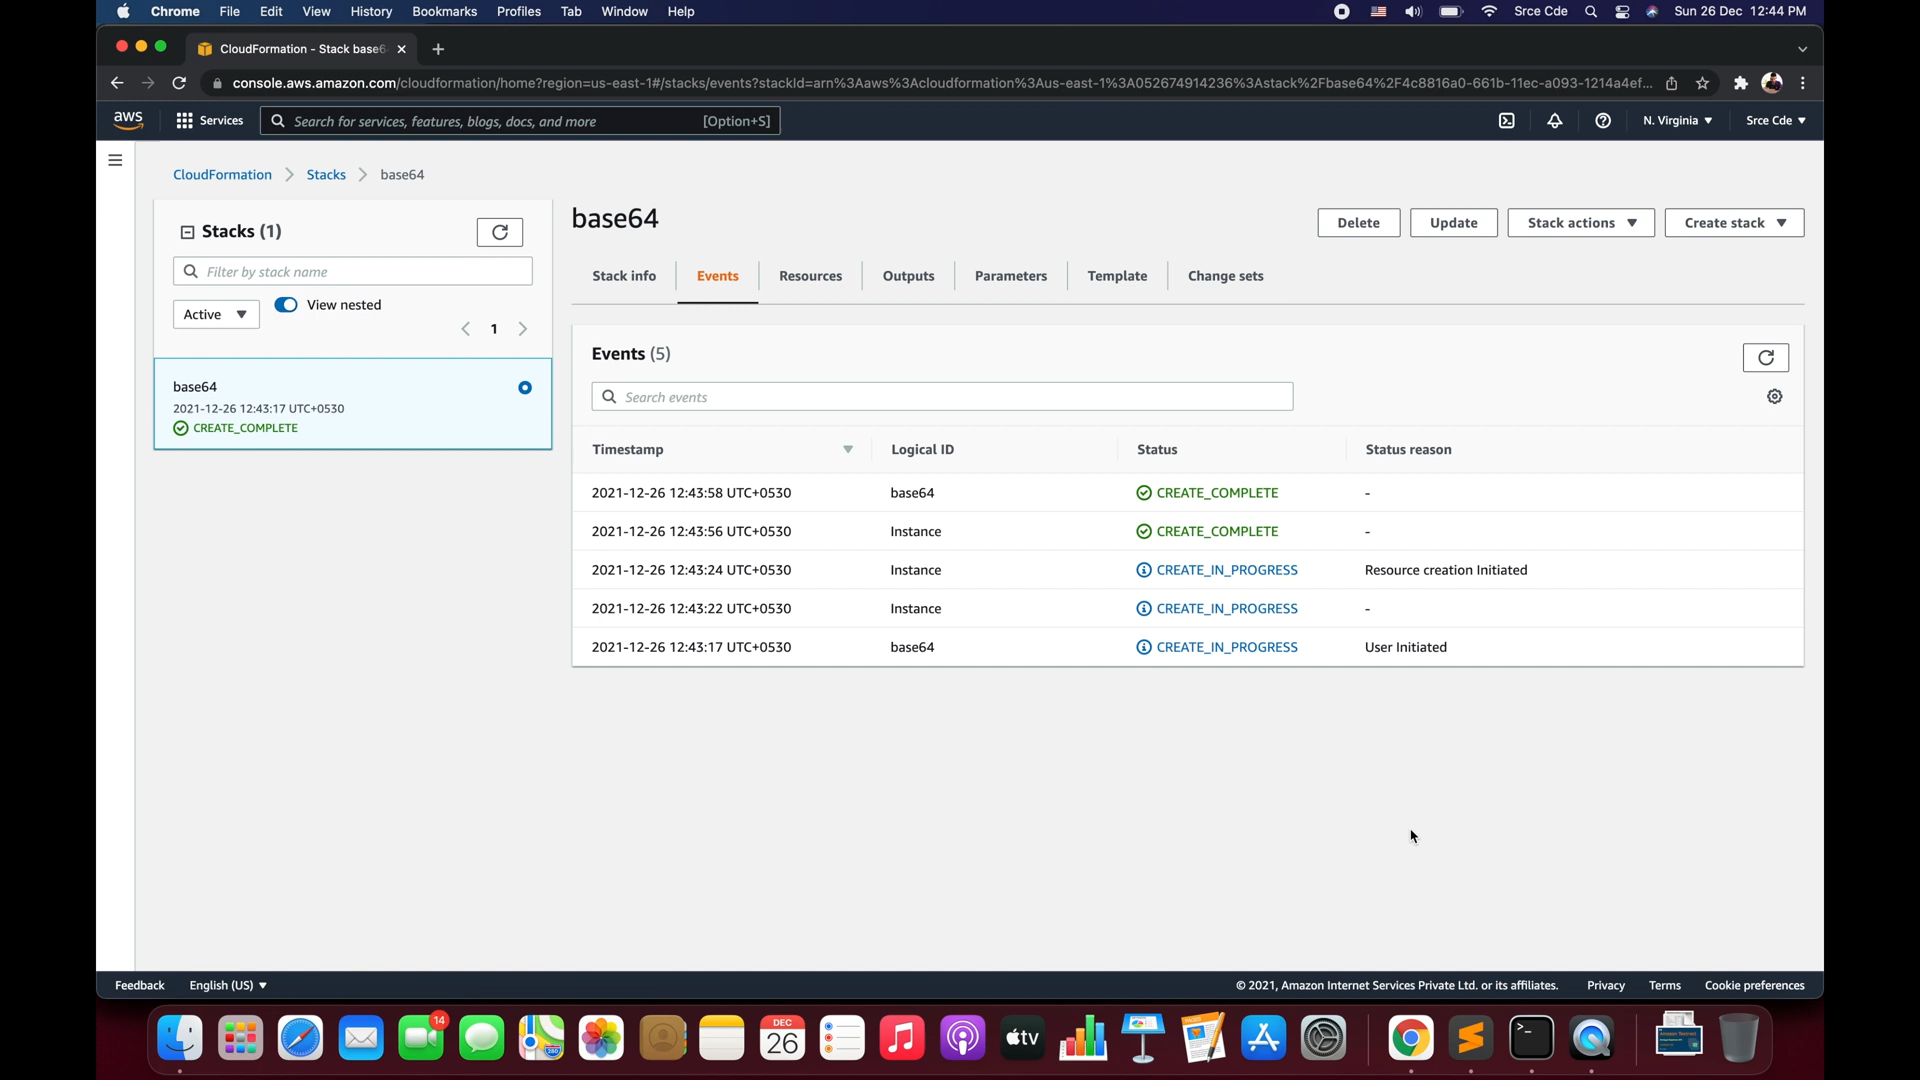 Chrome File Edit View History Bookmarks Profiles Tab Window Help Srce Cde Sun 26 Dec 12:44 PM
CloudFormation - Stack base6
console.aws.amazon.com/cloudformation/home?region=us-east-1#/stacks/events?stackId=arn%3Aaws%3Acloudformation%3Aus-east-1%3A052674914236%3Astack%2Fbase64%2F4c8816a0-661b-11ec-a093-1214a4ef...
aws Services Search for services, features, blogs, docs, and more [Option+S] N. Virginia Srce Cde
CloudFormation Stacks base64
Stacks (1)
Filter by stack name
Active View nested
1
base64
2021-12-26 12:43:17 UTC+0530
CREATE_COMPLETE
base64
Delete Update Stack actions Create stack
Stack info Events Resources Outputs Parameters Template Change sets
Events (5)
Search events
Timestamp Logical ID Status Status reason
2021-12-26 12:43:58 UTC+0530 base64 CREATE_COMPLETE -
2021-12-26 12:43:56 UTC+0530 Instance CREATE_COMPLETE -
2021-12-26 12:43:24 UTC+0530 Instance CREATE_IN_PROGRESS Resource creation Initiated
2021-12-26 12:43:22 UTC+0530 Instance CREATE_IN_PROGRESS -
2021-12-26 12:43:17 UTC+0530 base64 CREATE_IN_PROGRESS User Initiated
Feedback English (US) © 2021, Amazon Internet Services Private Ltd. or its affiliates. Privacy Terms Cookie preferences
14
DEC
26
tv
280